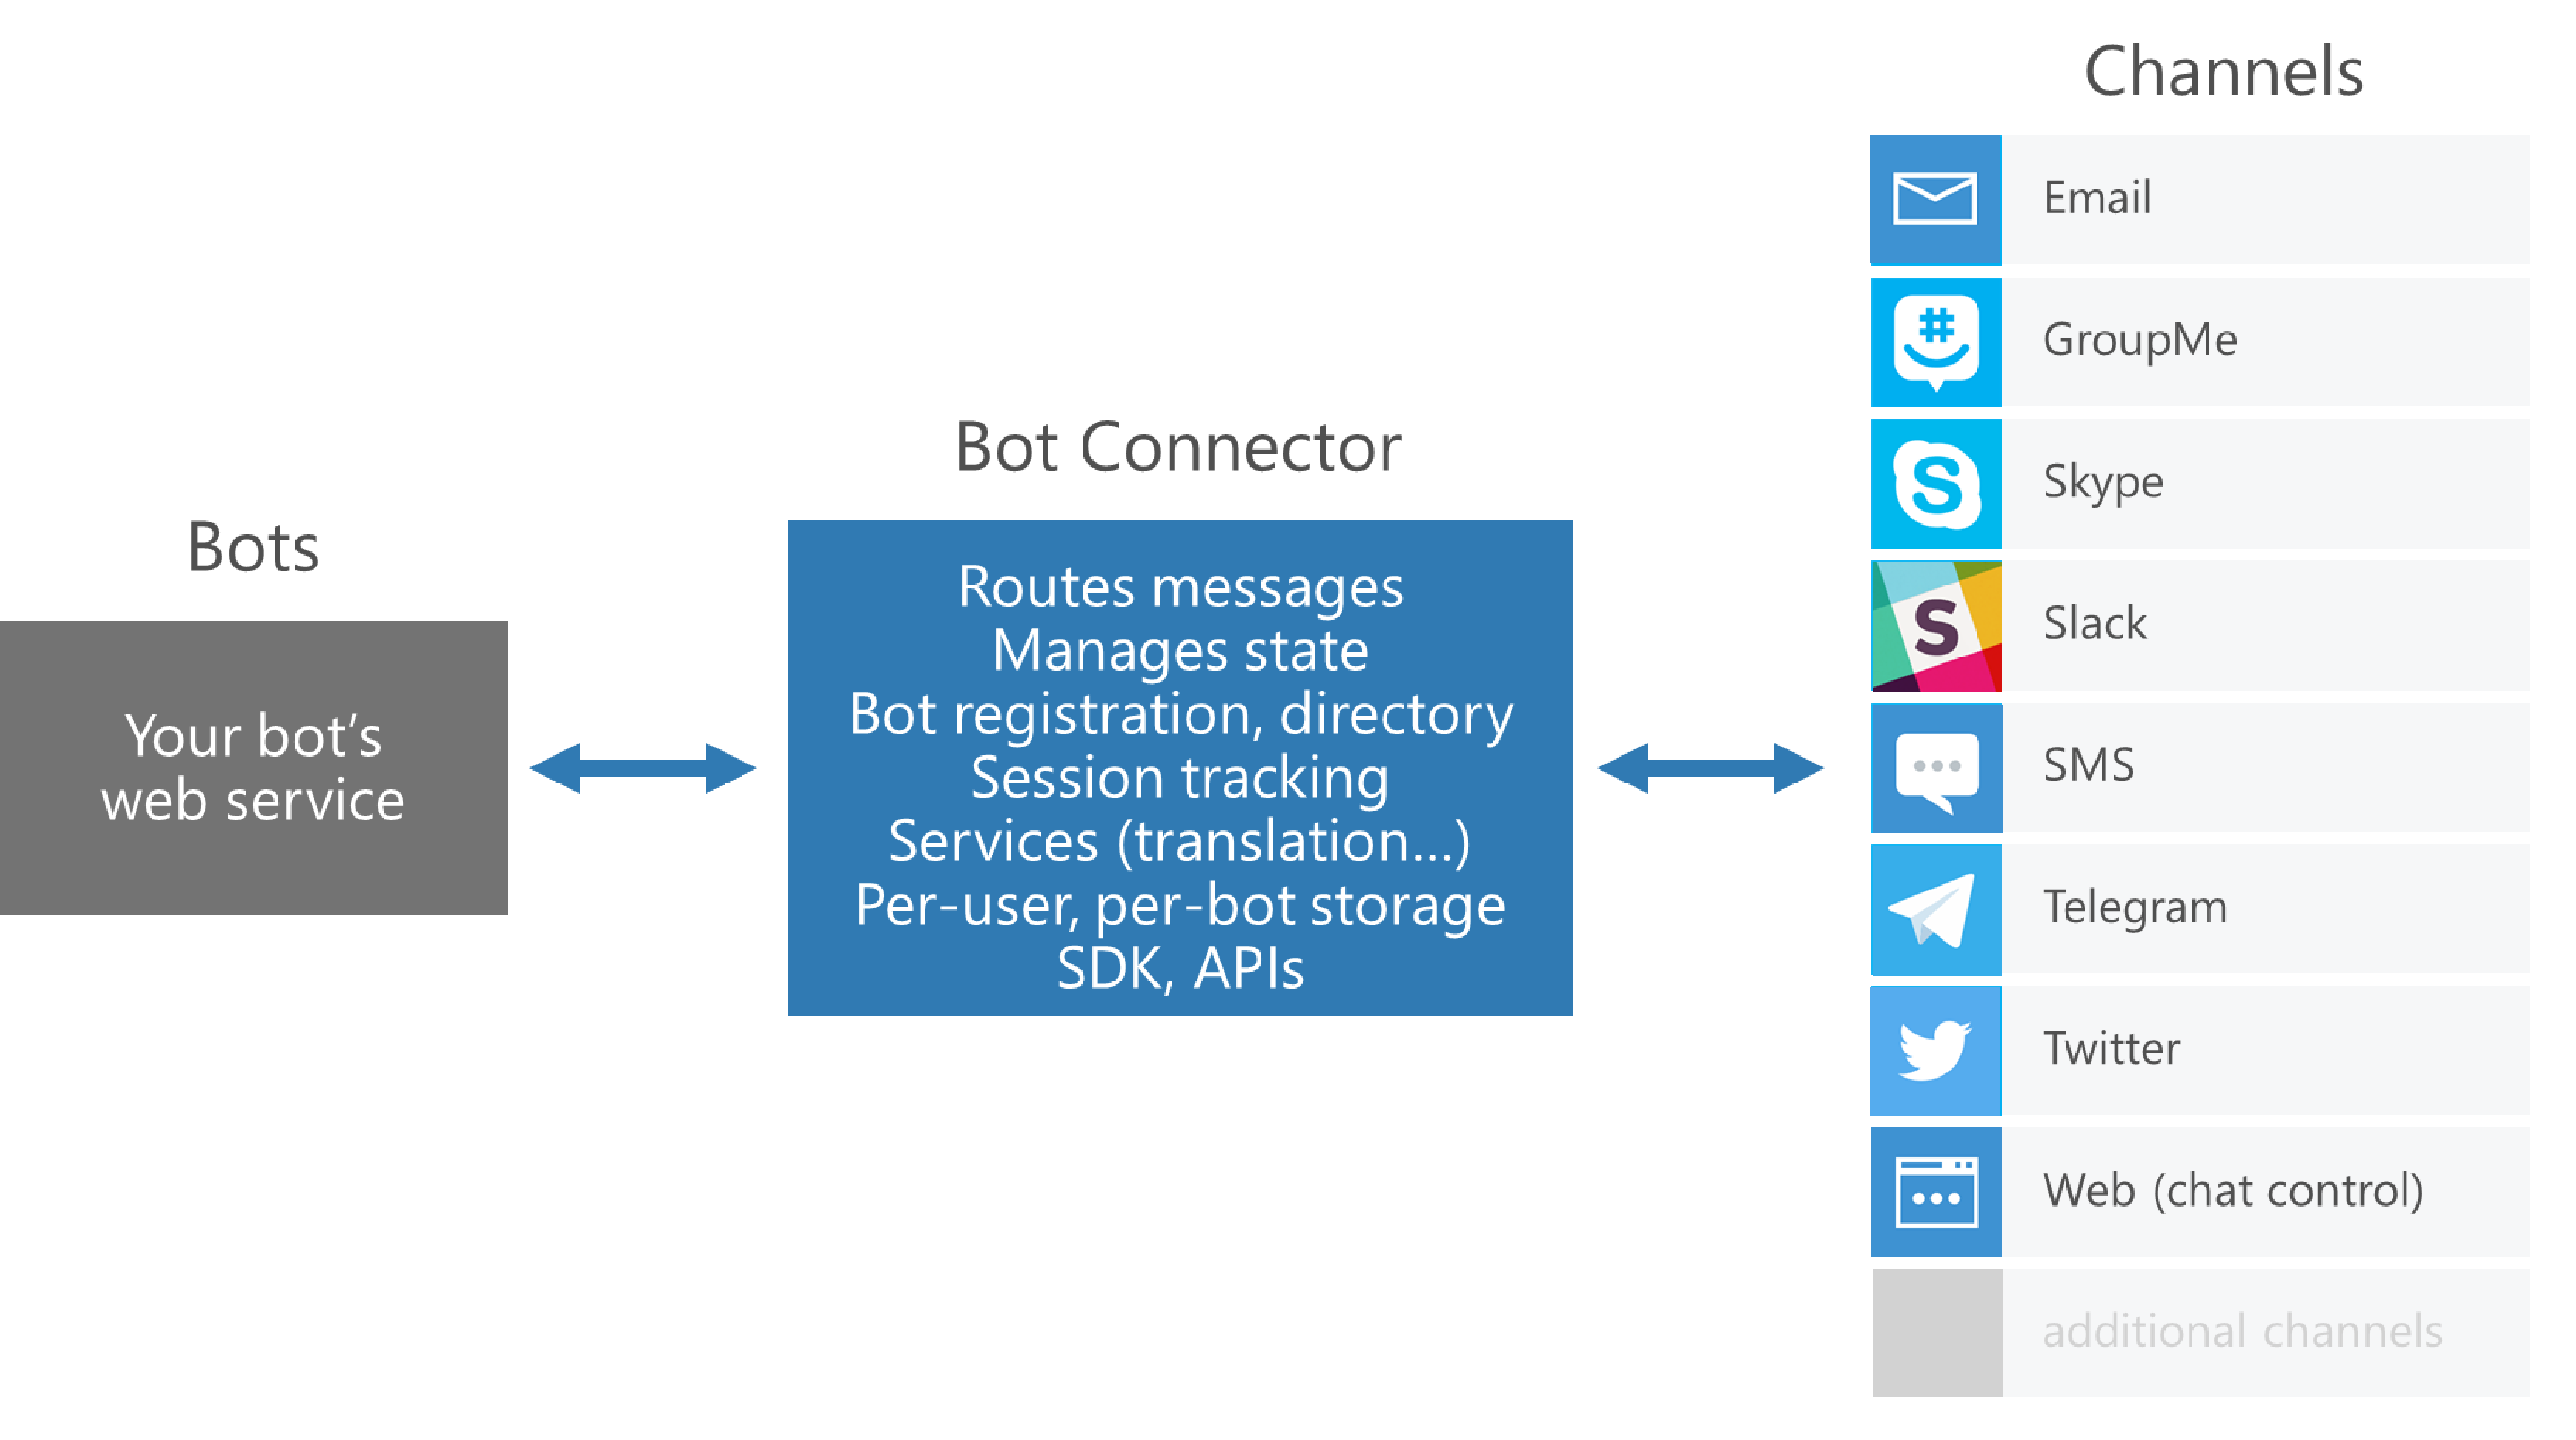 Channels
Email
GroupMe
Skype
Slack
SMS
Telegram
Twitter
Web (chat control)
additional channels
Bot Connector
Routes messages
Manages state
Bot registration, directory
Session tracking
Services (translation...)
Per-user, per-bot storage
SDK, APIs
Bots
Your bot’s
web service